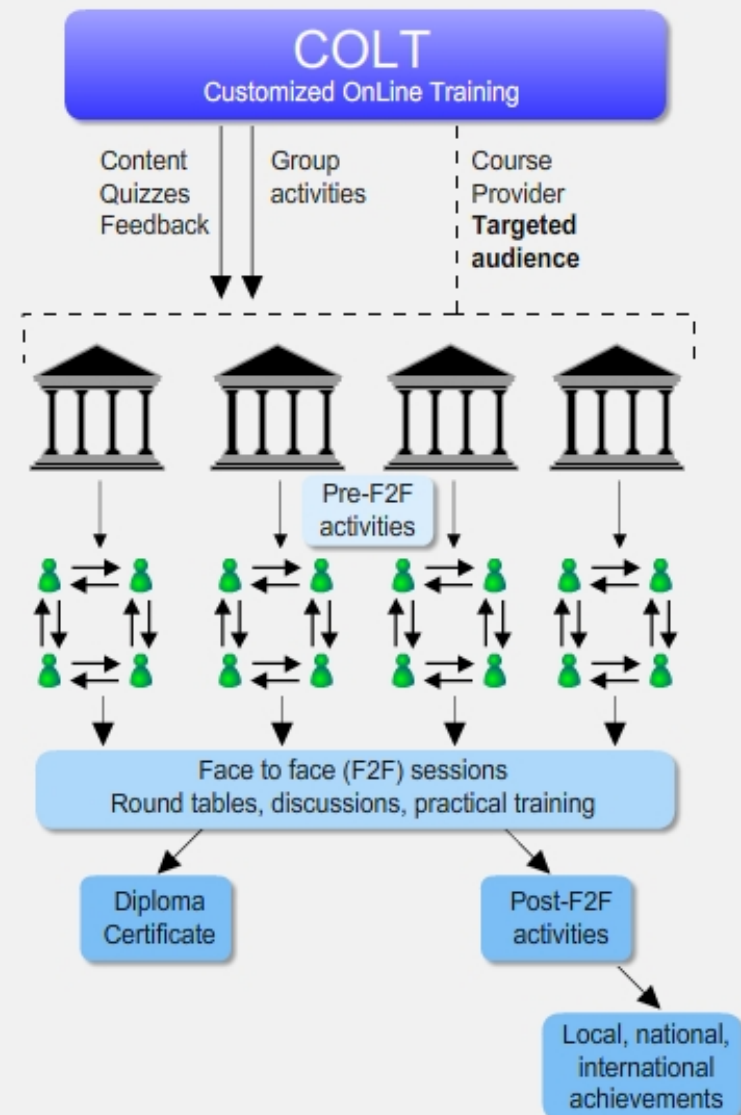 COLT
Customized OnLine Training
Content
Quizzes
Feedback
Group
activities
Course
Provider
Targeted
audience
Pre-F2F
activities
Face to face (F2F) sessions
Round tables, discussions, practical training
Diploma
Certificate
Post-F2F
activities
Local, national,
international
achievements